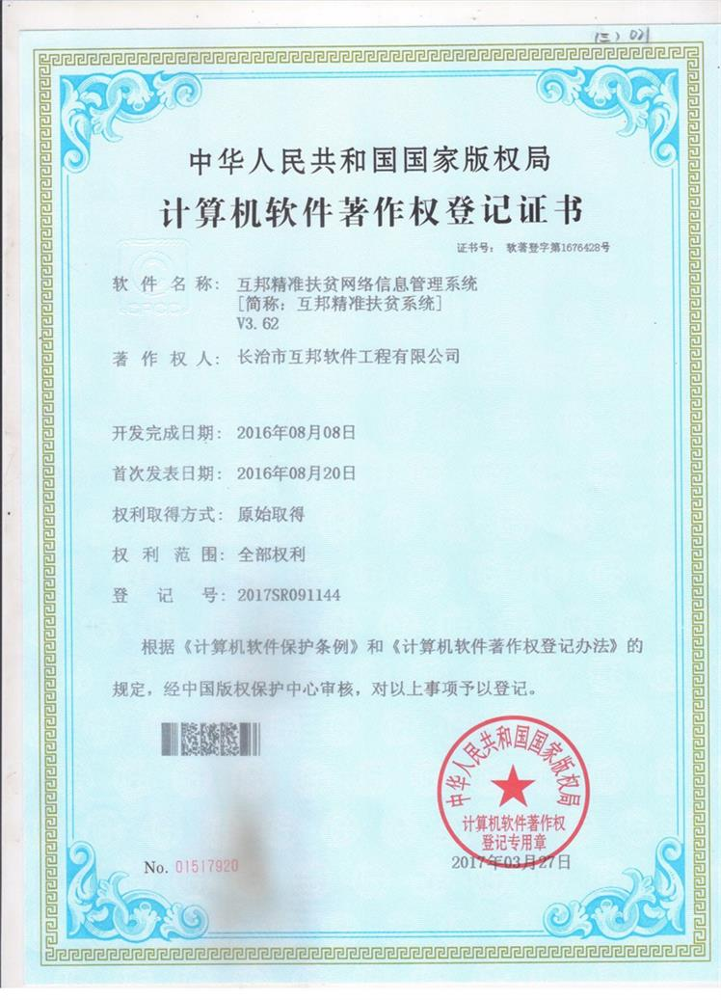 (三)021
中华人民共和国国家版权局
计算机软件著作权登记证书
证书号： 软著登字第1676428号
软件名称： 互邦精准扶贫网络信息管理系统
[简称：互邦精准扶贫系统]
V3.62
著作权人： 长治市互邦软件工程有限公司
开发完成日期： 2016年08月08日
首次发表日期： 2016年08月20日
权利取得方式： 原始取得
权利范围： 全部权利
登记号： 2017SR091144
根据《计算机软件保护条例》和《计算机软件著作权登记办法》的
规定，经中国版权保护中心审核，对以上事项予以登记。
中华人民共和国国家版权局
计算机软件著作权
登记专用章
No. 01517920
2017年03月27日